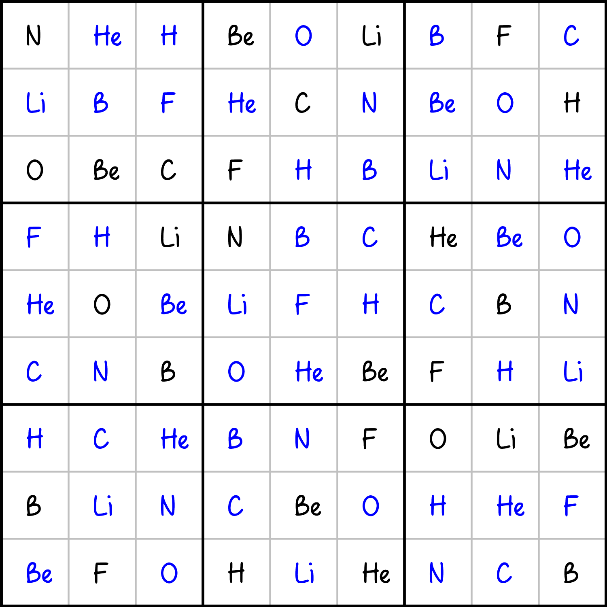 N He H Be O Li B F C
Li B F He C N Be O H
O Be C F H B Li N He
F H Li N B C He Be O
He O Be Li F H C B N
C N B O He Be F H Li
H C He B N F O Li Be
B Li N C Be O H He F
Be F O H Li He N C B